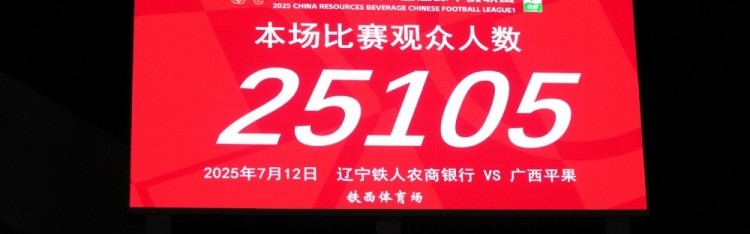 2025 CHINA RESOURCES BEVERAGE CHINESE FOOTBALL LEAGUE1
本场比赛观众人数
25105
2025年7月12日 辽宁铁人农商银行 VS 广西平果
铁西体育场